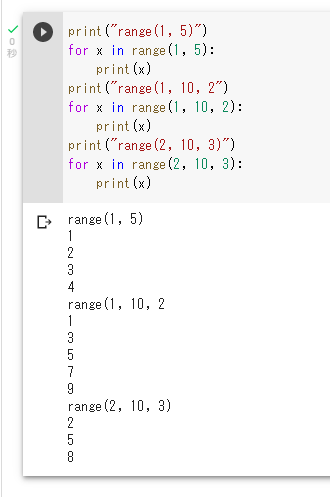 0
秒
print("range(1, 5)")
for x in range(1, 5):
    print(x)
print("range(1, 10, 2")
for x in range(1, 10, 2):
    print(x)
print("range(2, 10, 3)")
for x in range(2, 10, 3):
    print(x)
range(1, 5)
1
2
3
4
range(1, 10, 2
1
3
5
7
9
range(2, 10, 3)
2
5
8